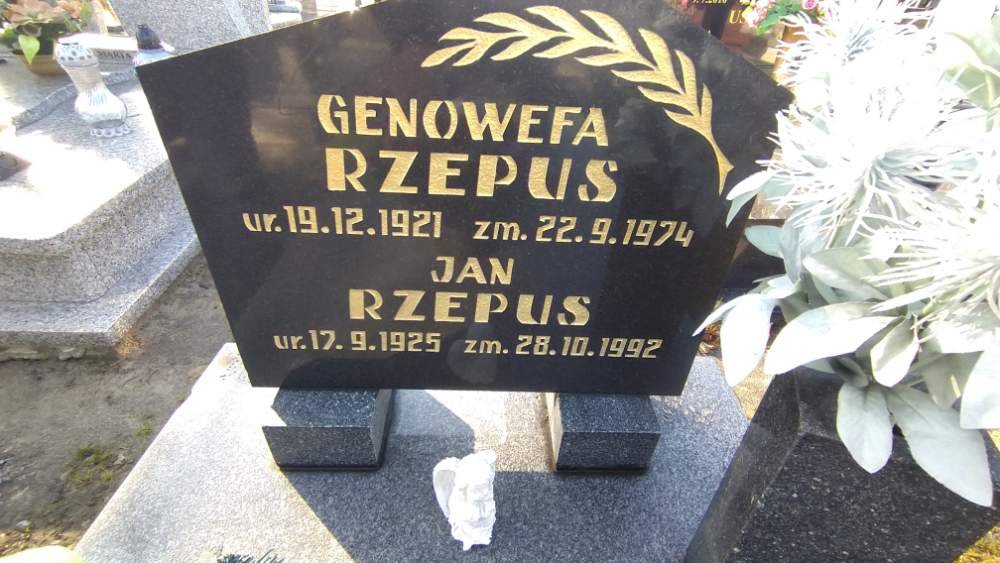 GENOWEFA
RZEPUS
ur. 19.12.1921 zm. 22.9.1974
JAN
RZEPUS
ur. 17.9.1925 zm. 28.10.1992